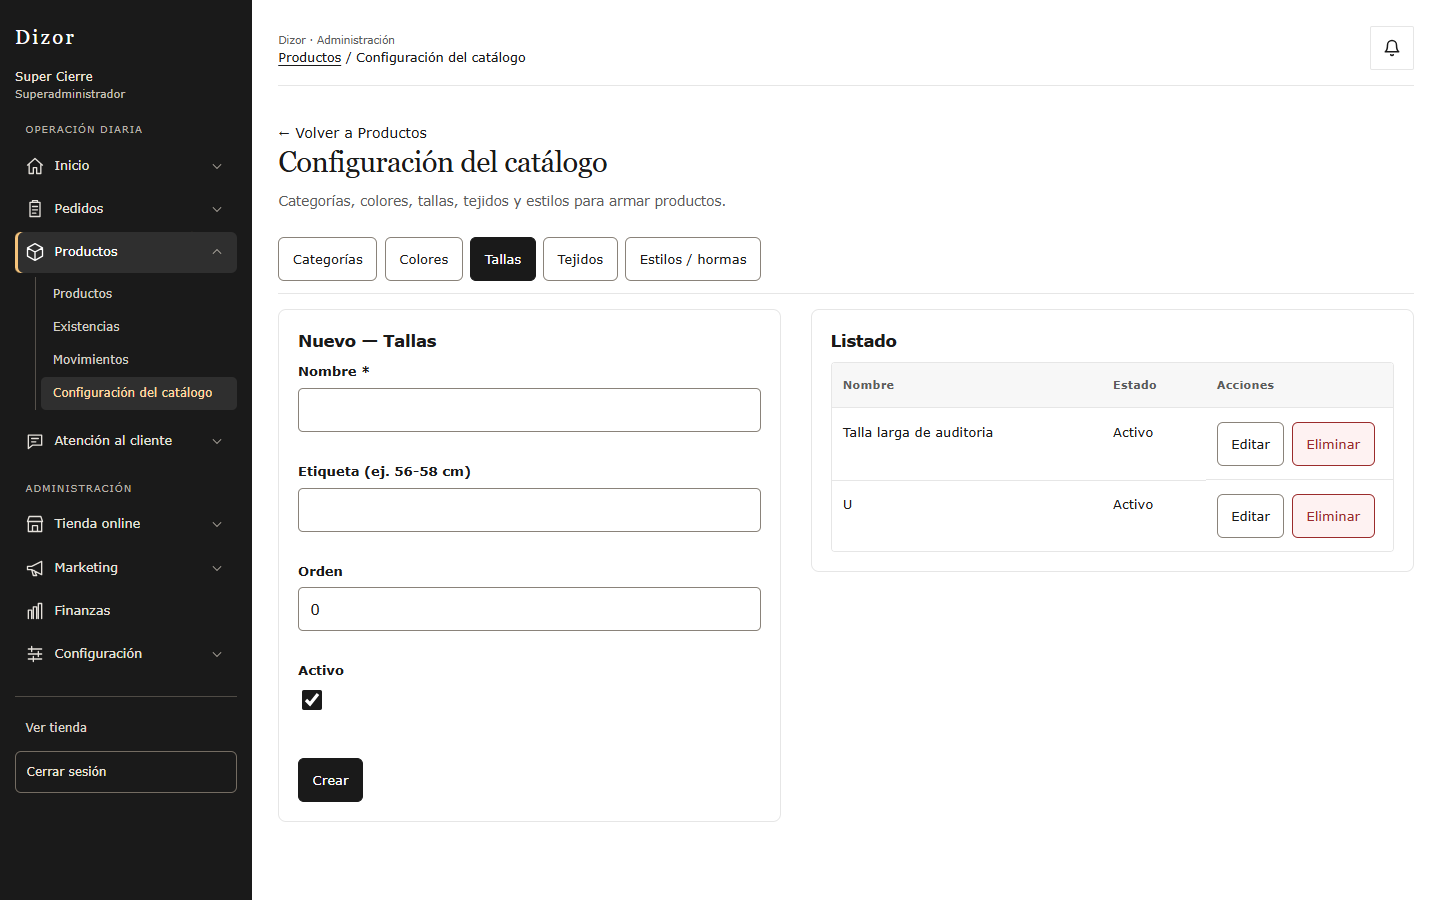 Dizor
Super Cierre
Superadministrador
OPERACIÓN DIARIA
Inicio
Pedidos
Productos
Productos
Existencias
Movimientos
Configuración del catálogo
Atención al cliente
ADMINISTRACIÓN
Tienda online
Marketing
Finanzas
Configuración
Ver tienda
Cerrar sesión
Dizor · Administración
Productos / Configuración del catálogo
← Volver a Productos
Configuración del catálogo
Categorías, colores, tallas, tejidos y estilos para armar productos.
Categorías Colores Tallas Tejidos Estilos / hormas
Nuevo — Tallas
Nombre *
Etiqueta (ej. 56-58 cm)
Orden
0
Activo
Crear
Listado
Nombre Estado Acciones
Talla larga de auditoria Activo Editar Eliminar
U Activo Editar Eliminar